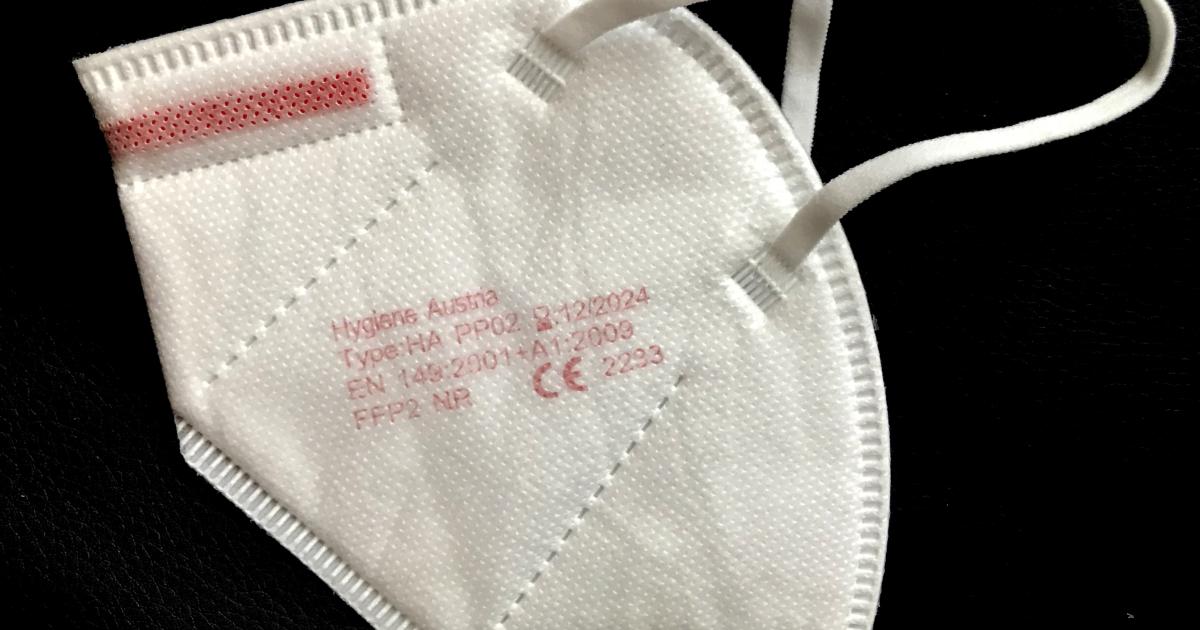 Hygiene Austria
Type:HA PP02 ⌛:12/2024
EN 149:2001+A1:2009
FFP2 NR CE 2233